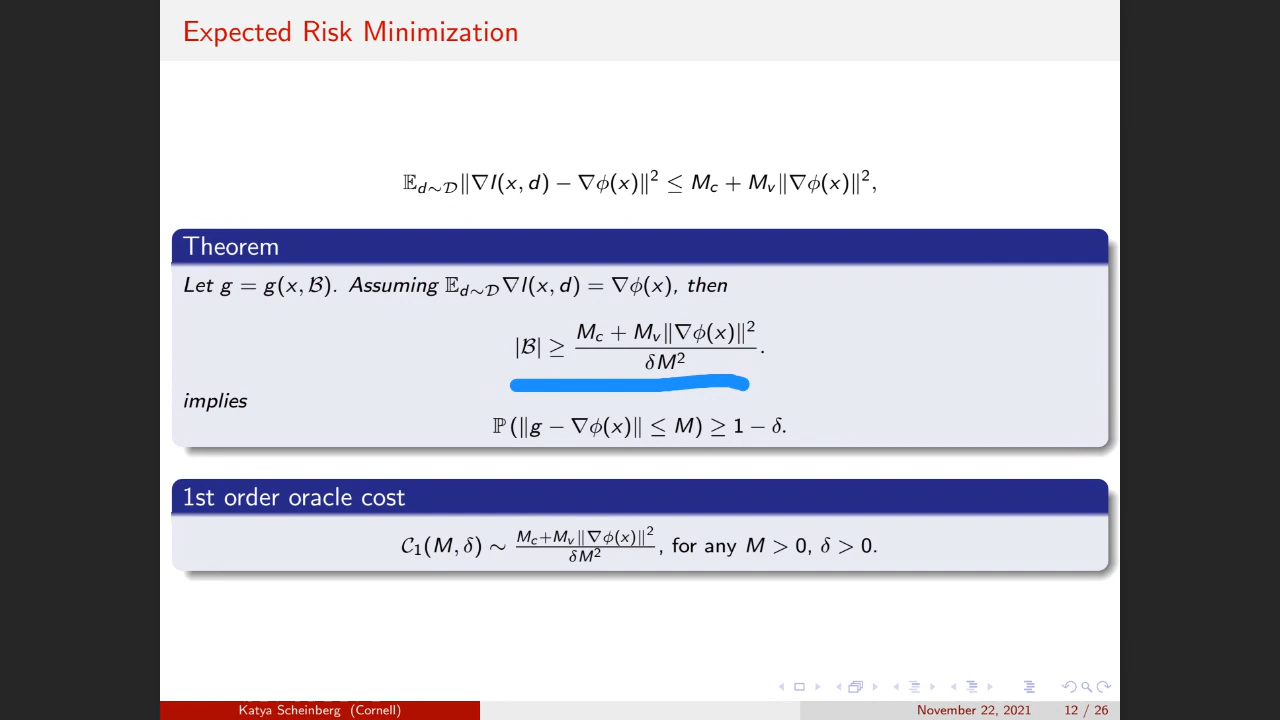 Expected Risk Minimization
𝔼_{d∼𝒟}‖∇l(x, d) − ∇ϕ(x)‖² ≤ M_c + M_v‖∇ϕ(x)‖²,
Theorem
Let g = g(x, ℬ). Assuming 𝔼_{d∼𝒟}∇l(x, d) = ∇ϕ(x), then
|ℬ| ≥ \frac{M_c + M_v‖∇ϕ(x)‖²}{δM²}.
implies
ℙ(‖g − ∇ϕ(x)‖ ≤ M) ≥ 1 − δ.
1st order oracle cost
𝒞₁(M, δ) ∼ \frac{M_c+M_v‖∇ϕ(x)‖²}{δM²}, for any M > 0, δ > 0.
Katya Scheinberg (Cornell) November 22, 2021 12 / 26